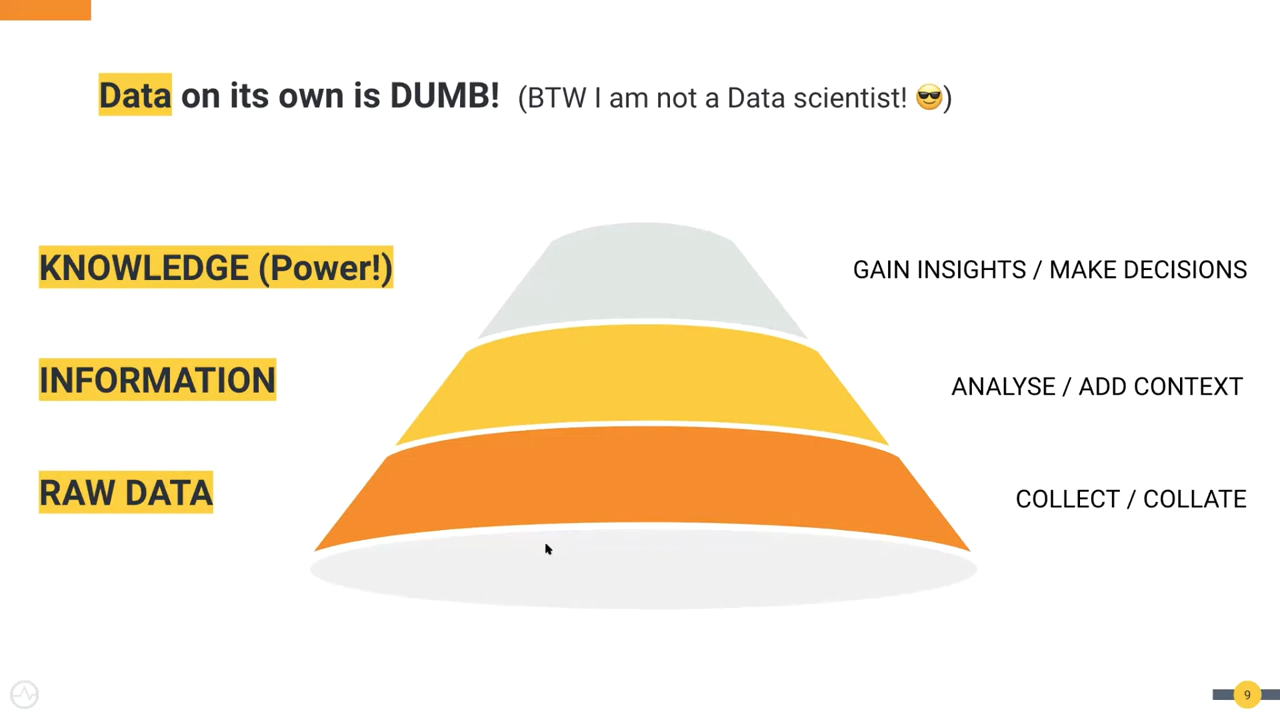 Data on its own is DUMB! (BTW I am not a Data scientist! 😎)
KNOWLEDGE (Power!)
GAIN INSIGHTS / MAKE DECISIONS
INFORMATION
ANALYSE / ADD CONTEXT
RAW DATA
COLLECT / COLLATE
9